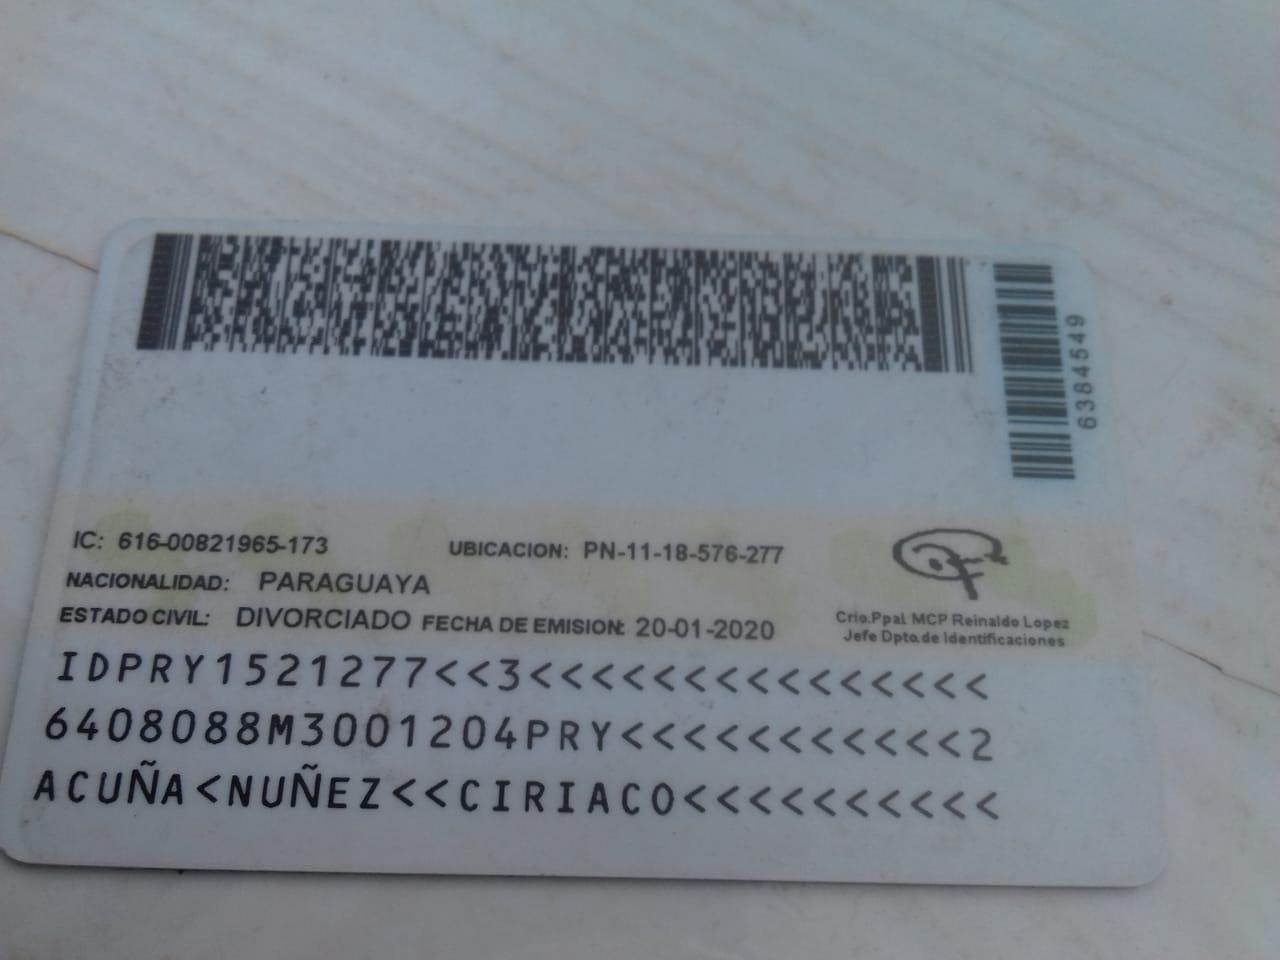 6384549
IC: 616-00821965-173 UBICACION: PN-11-18-576-277
NACIONALIDAD: PARAGUAYA
ESTADO CIVIL: DIVORCIADO FECHA DE EMISION: 20-01-2020
Crio.Ppal. MCP Reinaldo Lopez
Jefe Dpto.de Identificaciones
IDPRY1521277<<3<<<<<<<<<<<<<<<
6408088M3001204PRY<<<<<<<<<<<2
ACUÑA<NUÑEZ<<CIRIACO<<<<<<<<<<